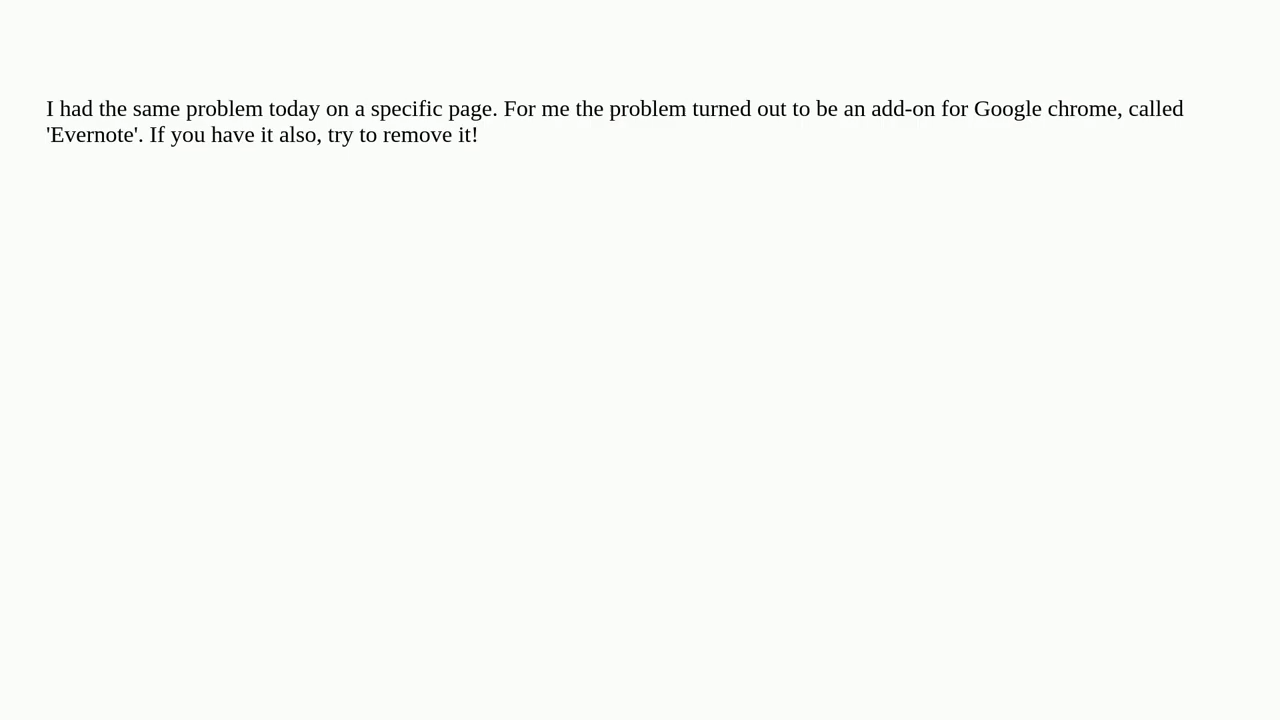 I had the same problem today on a specific page. For me the problem turned out to be an add-on for Google chrome, called
'Evernote'. If you have it also, try to remove it!